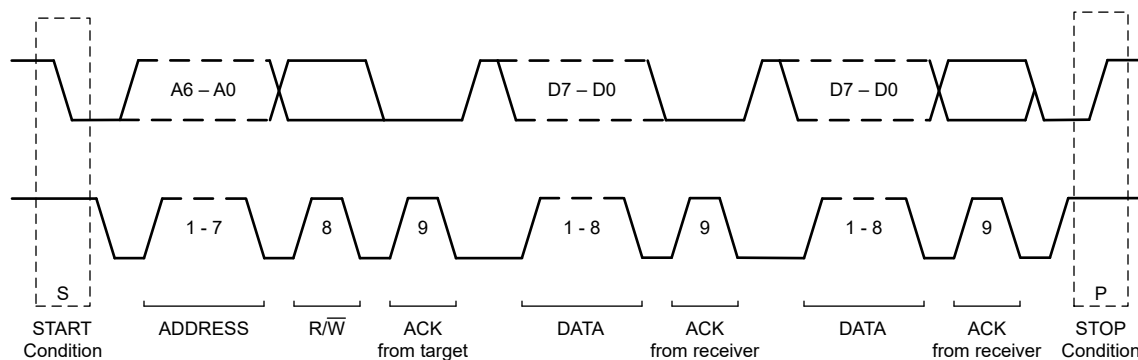 A6 – A0
D7 – D0
D7 – D0
1 - 7
8
9
1 - 8
9
1 - 8
9
S
P
START
Condition
ADDRESS
R/W̅
ACK
from target
DATA
ACK
from receiver
DATA
ACK
from receiver
STOP
Condition